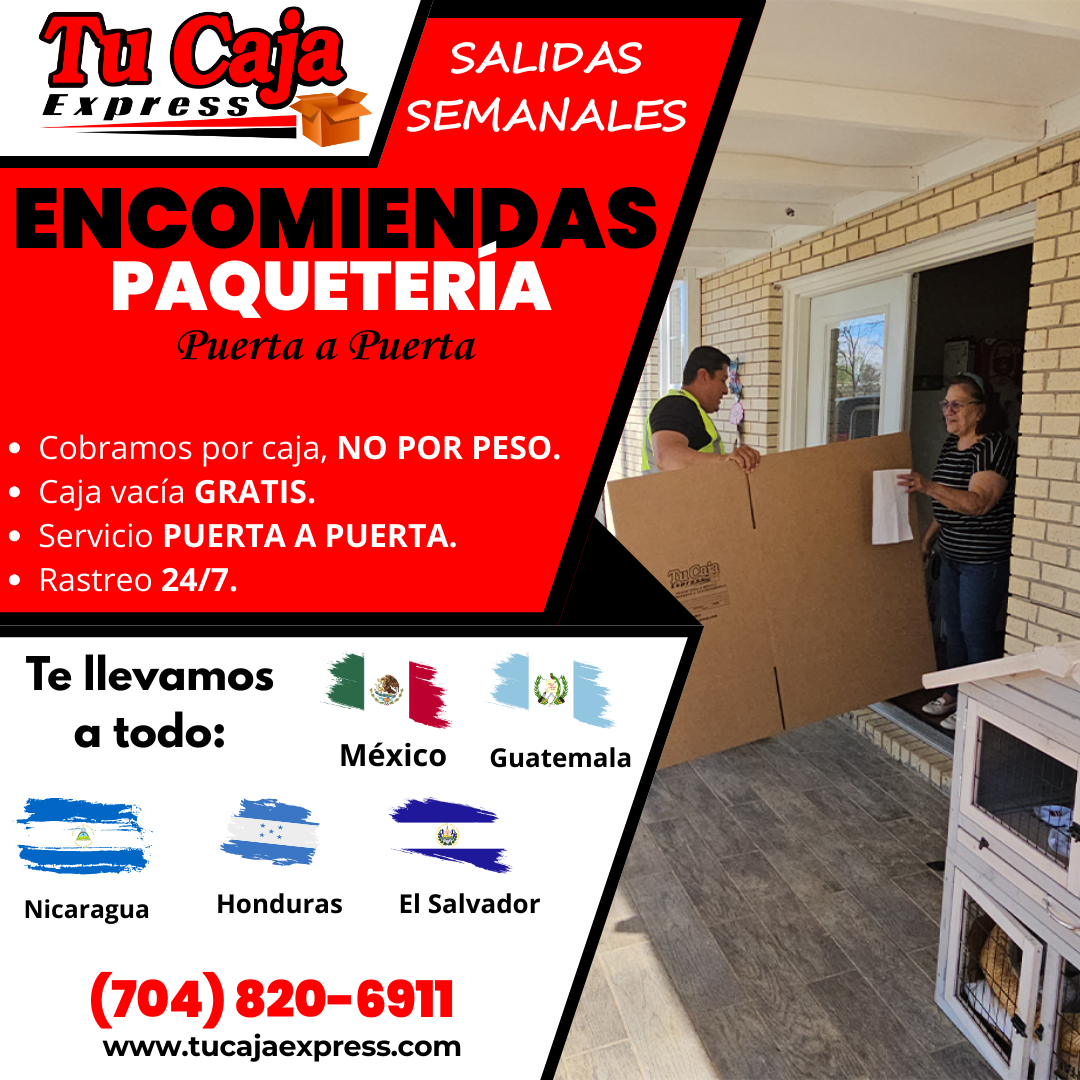 Tu Caja
Express
SALIDAS
SEMANALES
ENCOMIENDAS
PAQUETERÍA
Puerta a Puerta
• Cobramos por caja, NO POR PESO.
• Caja vacía GRATIS.
• Servicio PUERTA A PUERTA.
• Rastreo 24/7.
Tu Caja
Express
Te llevamos
a todo:
México
Guatemala
Nicaragua
Honduras
El Salvador
(704) 820-6911
www.tucajaexpress.com